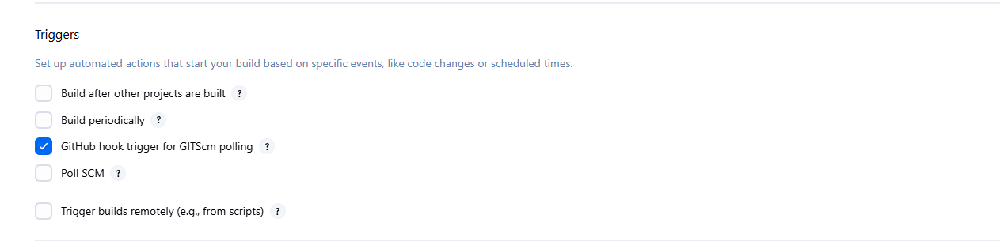 Triggers
Set up automated actions that start your build based on specific events, like code changes or scheduled times.
Build after other projects are built ?
Build periodically ?
GitHub hook trigger for GITScm polling ?
Poll SCM ?
Trigger builds remotely (e.g., from scripts) ?